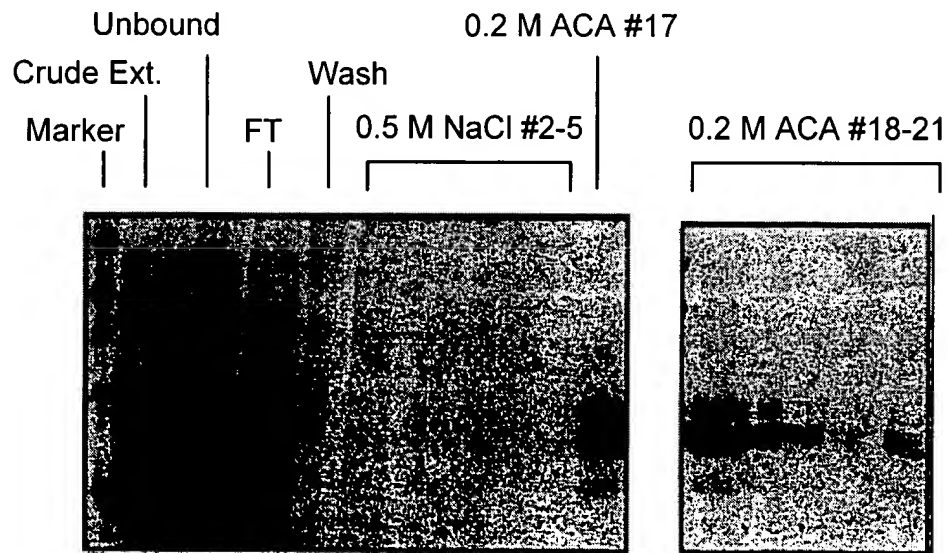 Unbound
0.2 M ACA #17
Crude Ext.
Wash
Marker
FT
0.5 M NaCl #2-5
0.2 M ACA #18-21